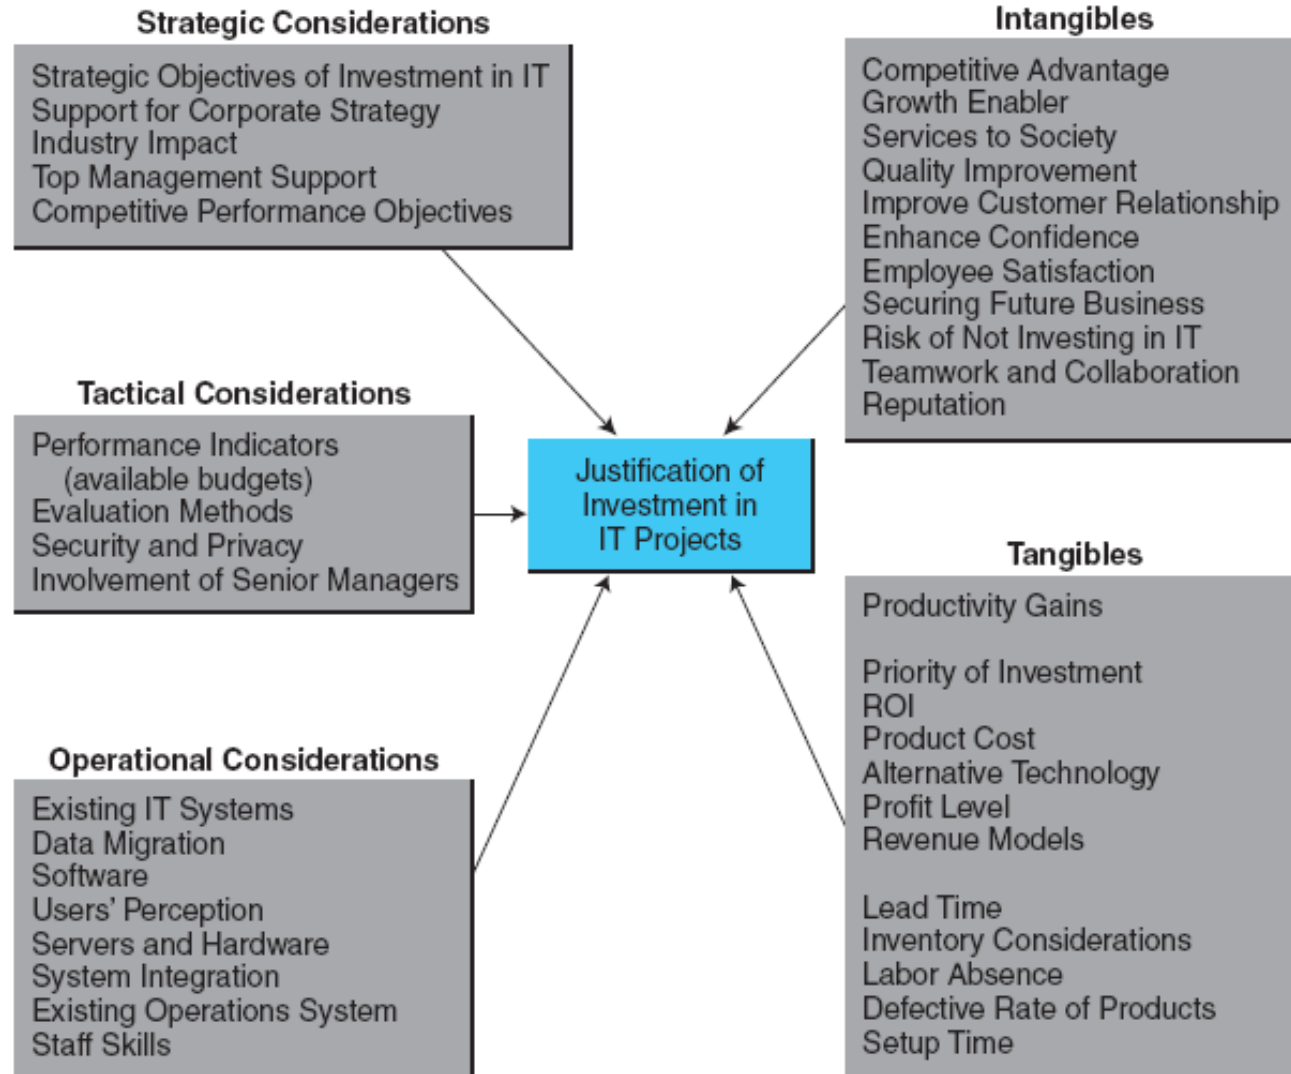 Strategic Considerations
Strategic Objectives of Investment in IT
Support for Corporate Strategy
Industry Impact
Top Management Support
Competitive Performance Objectives
Intangibles
Competitive Advantage
Growth Enabler
Services to Society
Quality Improvement
Improve Customer Relationship
Enhance Confidence
Employee Satisfaction
Securing Future Business
Risk of Not Investing in IT
Teamwork and Collaboration
Reputation
Tactical Considerations
Performance Indicators
(available budgets)
Evaluation Methods
Security and Privacy
Involvement of Senior Managers
Justification of
Investment in
IT Projects
Tangibles
Productivity Gains
Priority of Investment
ROI
Product Cost
Alternative Technology
Profit Level
Revenue Models
Lead Time
Inventory Considerations
Labor Absence
Defective Rate of Products
Setup Time
Operational Considerations
Existing IT Systems
Data Migration
Software
Users’ Perception
Servers and Hardware
System Integration
Existing Operations System
Staff Skills